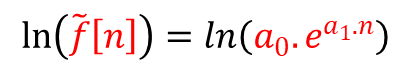 ln(f̃[n]) = ln(a₀.e^{a₁.n})